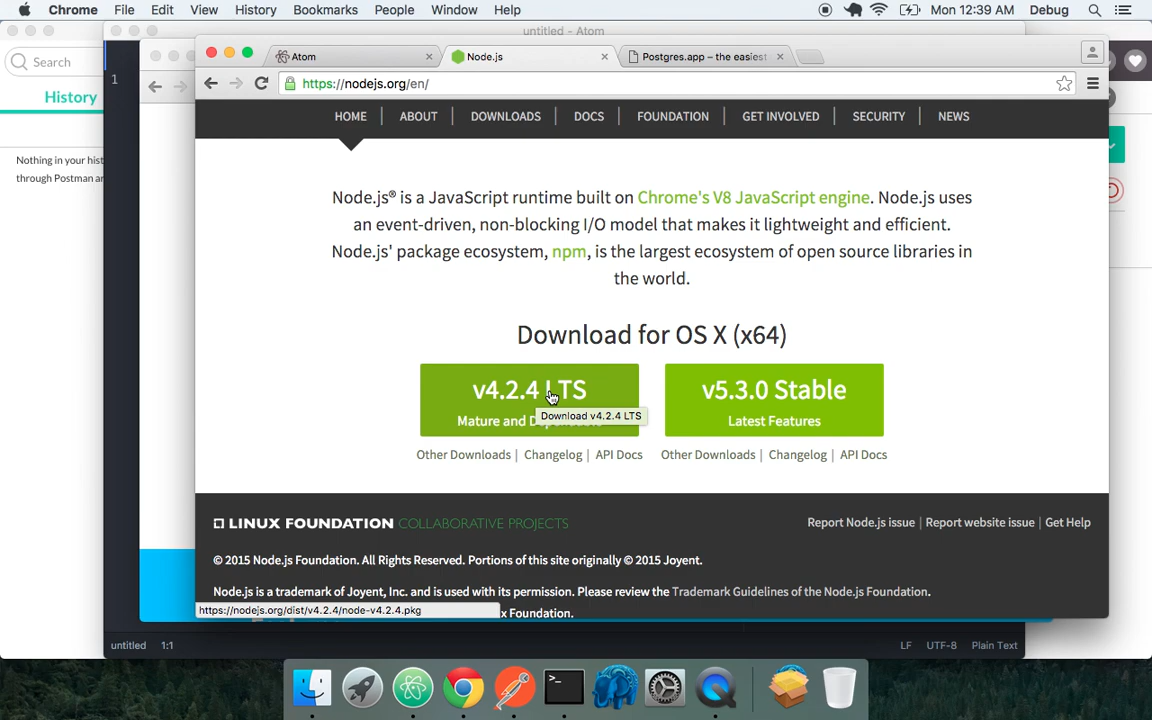 Chrome File Edit View History Bookmarks People Window Help Mon 12:39 AM Debug
untitled - Atom
Search
History
Nothing in your hist
through Postman ar
1
Atom Node.js Postgres.app – the easiest
https://nodejs.org/en/
HOME ABOUT DOWNLOADS DOCS FOUNDATION GET INVOLVED SECURITY NEWS
Node.js® is a JavaScript runtime built on Chrome's V8 JavaScript engine. Node.js uses
an event-driven, non-blocking I/O model that makes it lightweight and efficient.
Node.js' package ecosystem, npm, is the largest ecosystem of open source libraries in
the world.
Download for OS X (x64)
v4.2.4 LTS
Mature and
Download v4.2.4 LTS
v5.3.0 Stable
Latest Features
Other Downloads | Changelog | API Docs Other Downloads | Changelog | API Docs
LINUX FOUNDATION COLLABORATIVE PROJECTS
Report Node.js issue | Report website issue | Get Help
© 2015 Node.js Foundation. All Rights Reserved. Portions of this site originally © 2015 Joyent.
Node.js is a trademark of Joyent, Inc. and is used with its permission. Please review the Trademark Guidelines of the Node.js Foundation.
https://nodejs.org/dist/v4.2.4/node-v4.2.4.pkg
x Foundation.
untitled 1:1 LF UTF-8 Plain Text